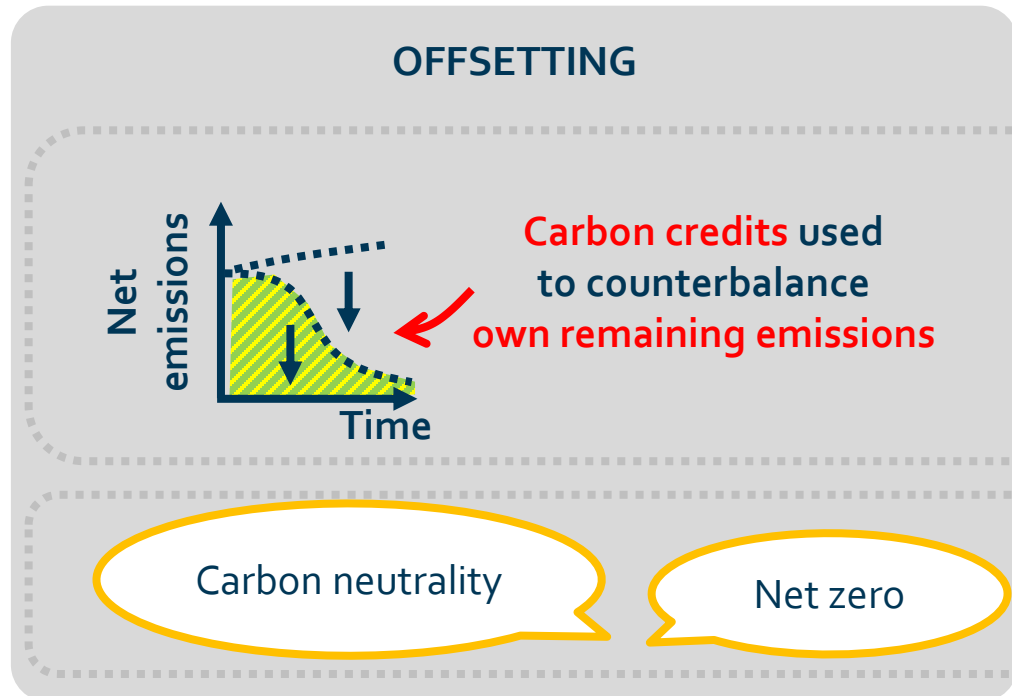 OFFSETTING
Net
emissions
Time
Carbon credits used
to counterbalance
own remaining emissions
Carbon neutrality
Net zero